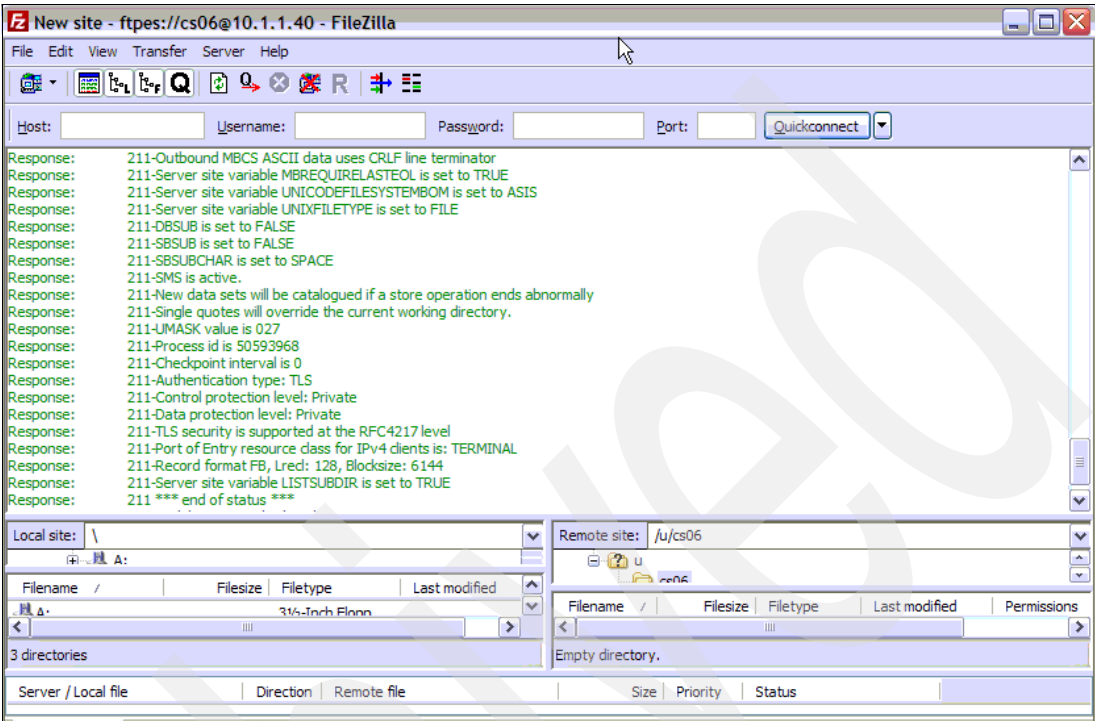 New site - ftpes://cs06@10.1.1.40 - FileZilla
File Edit View Transfer Server Help
Host: Username: Password: Port: Quickconnect
Response: 211-Outbound MBCS ASCII data uses CRLF line terminator
Response: 211-Server site variable MBREQUIRELASTEOL is set to TRUE
Response: 211-Server site variable UNICODEFILESYSTEMBOM is set to ASIS
Response: 211-Server site variable UNIXFILETYPE is set to FILE
Response: 211-DBSUB is set to FALSE
Response: 211-SBSUB is set to FALSE
Response: 211-SBSUBCHAR is set to SPACE
Response: 211-SMS is active.
Response: 211-New data sets will be catalogued if a store operation ends abnormally
Response: 211-Single quotes will override the current working directory.
Response: 211-UMASK value is 027
Response: 211-Process id is 50593968
Response: 211-Checkpoint interval is 0
Response: 211-Authentication type: TLS
Response: 211-Control protection level: Private
Response: 211-Data protection level: Private
Response: 211-TLS security is supported at the RFC4217 level
Response: 211-Port of Entry resource class for IPv4 clients is: TERMINAL
Response: 211-Record format FB, Lrecl: 128, Blocksize: 6144
Response: 211-Server site variable LISTSUBDIR is set to TRUE
Response: 211 *** end of status ***
Local site: \
A:
Filename / Filesize Filetype Last modified
A: 3½-Inch Flopp
3 directories
Remote site: /u/cs06
u
cs06
Filename / Filesize Filetype Last modified Permissions
Empty directory.
Server / Local file Direction Remote file Size Priority Status